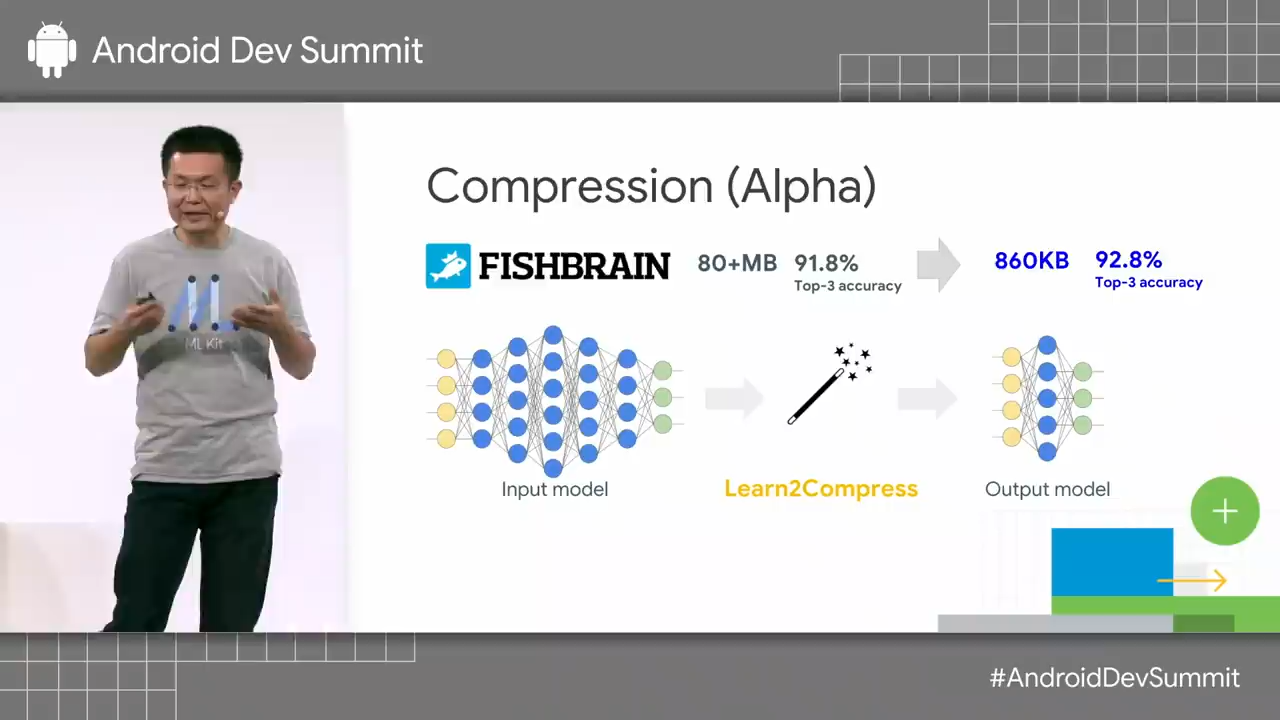 Android Dev Summit
Compression (Alpha)
FISHBRAIN 80+MB 91.8% 860KB 92.8%
Top-3 accuracy Top-3 accuracy
ML Kit
Input model Learn2Compress Output model
#AndroidDevSummit